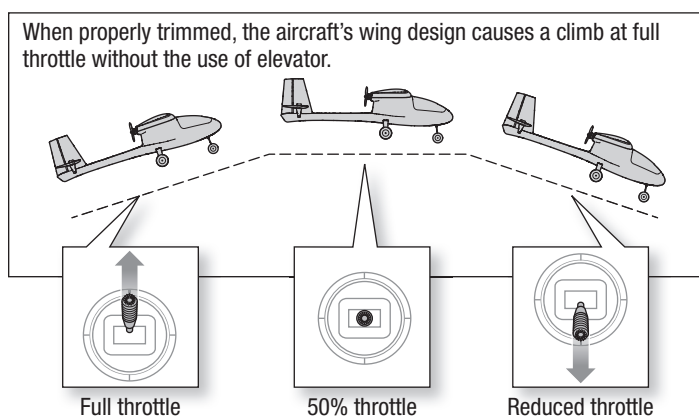 When properly trimmed, the aircraft’s wing design causes a climb at full
throttle without the use of elevator.
Full throttle
50% throttle
Reduced throttle